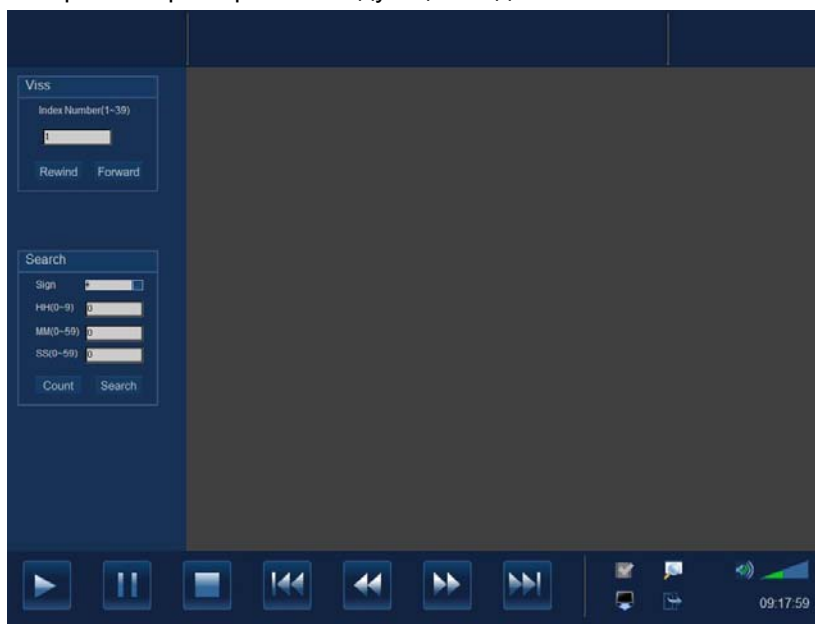 Viss
Index Number(1~39)
1
Rewind Forward
Search
Sign +
HH(0~9) 0
MM(0~59) 0
SS(0~59) 0
Count Search
09:17:59